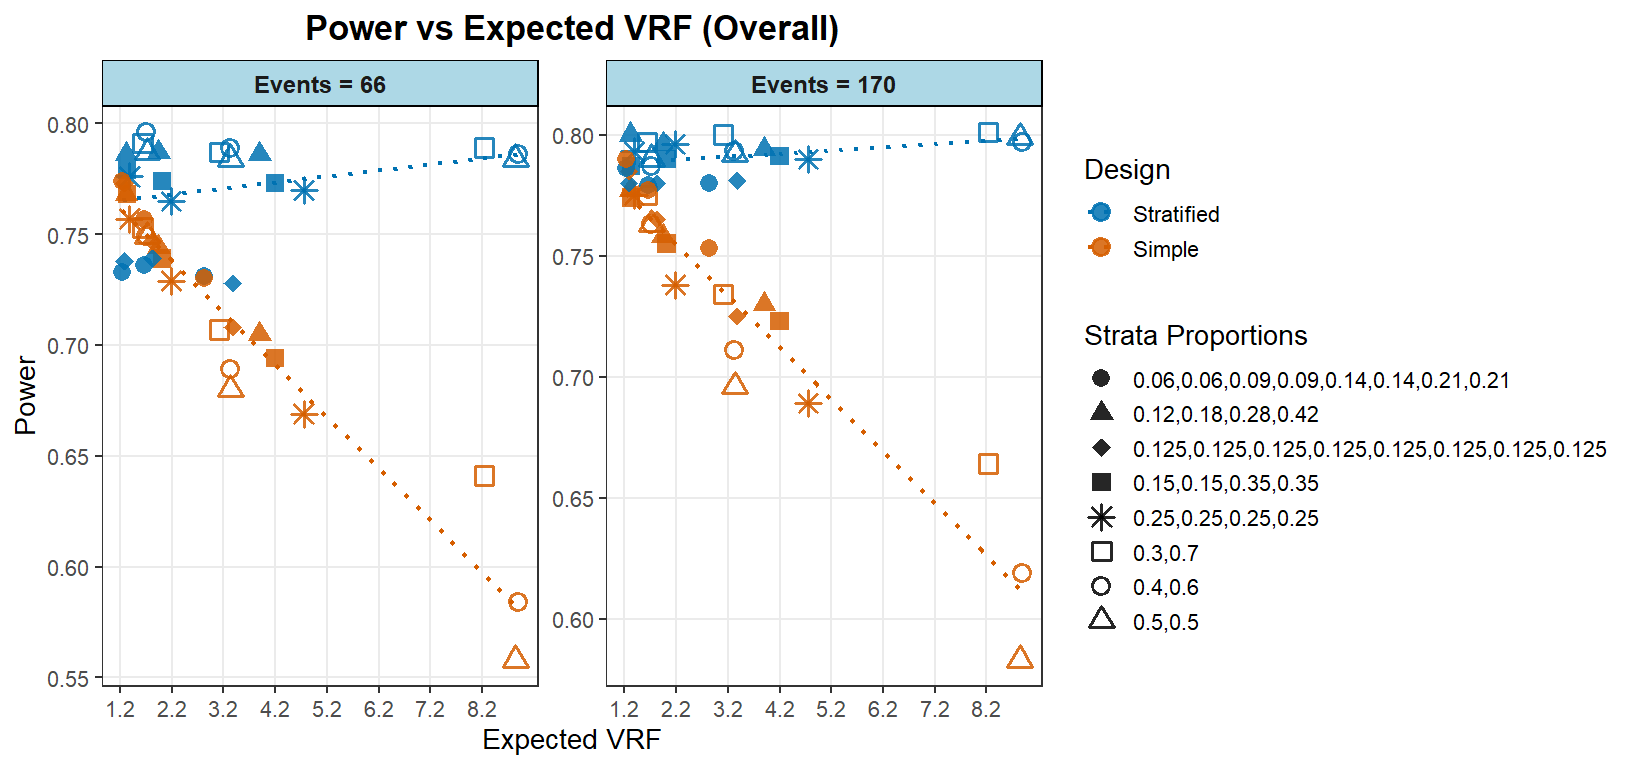 Power vs Expected VRF (Overall)
Events = 66
Events = 170
0.80
0.75
0.70
0.65
0.60
0.55
0.80
0.75
0.70
0.65
0.60
Power
1.2 2.2 3.2 4.2 5.2 6.2 7.2 8.2
1.2 2.2 3.2 4.2 5.2 6.2 7.2 8.2
Expected VRF
Design
Stratified
Simple
Strata Proportions
0.06,0.06,0.09,0.09,0.14,0.14,0.21,0.21
0.12,0.18,0.28,0.42
0.125,0.125,0.125,0.125,0.125,0.125,0.125,0.125
0.15,0.15,0.35,0.35
0.25,0.25,0.25,0.25
0.3,0.7
0.4,0.6
0.5,0.5